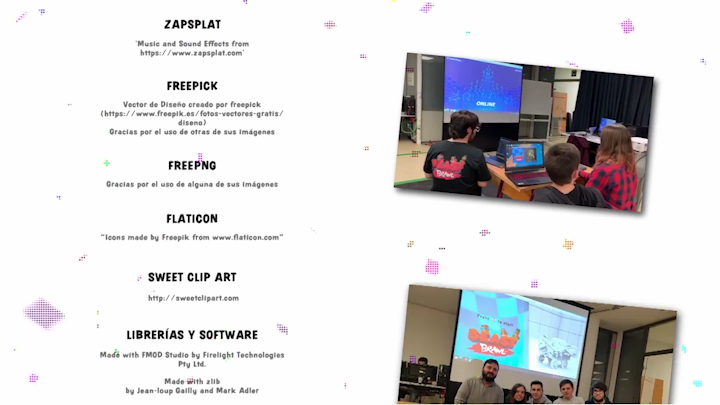 ZAPSPLAT
'Music and Sound Effects from
https://www.zapsplat.com'
FREEPICK
Vector de Diseño creado por freepick
(https://www.freepik.es/fotos-vectores-gratis/
diseno)
Gracias por el uso de otras de sus imágenes
FREEPNG
Gracias por el uso de alguna de sus imágenes
FLATICON
"Icons made by Freepik from www.flaticon.com"
SWEET CLIP ART
http://sweetclipart.com
LIBRERÍAS Y SOFTWARE
Made with FMOD Studio by Firelight Technologies
Pty Ltd.
Made with zlib
by Jean-loup Gailly and Mark Adler
ONLINE
BRAWL
BRAWL